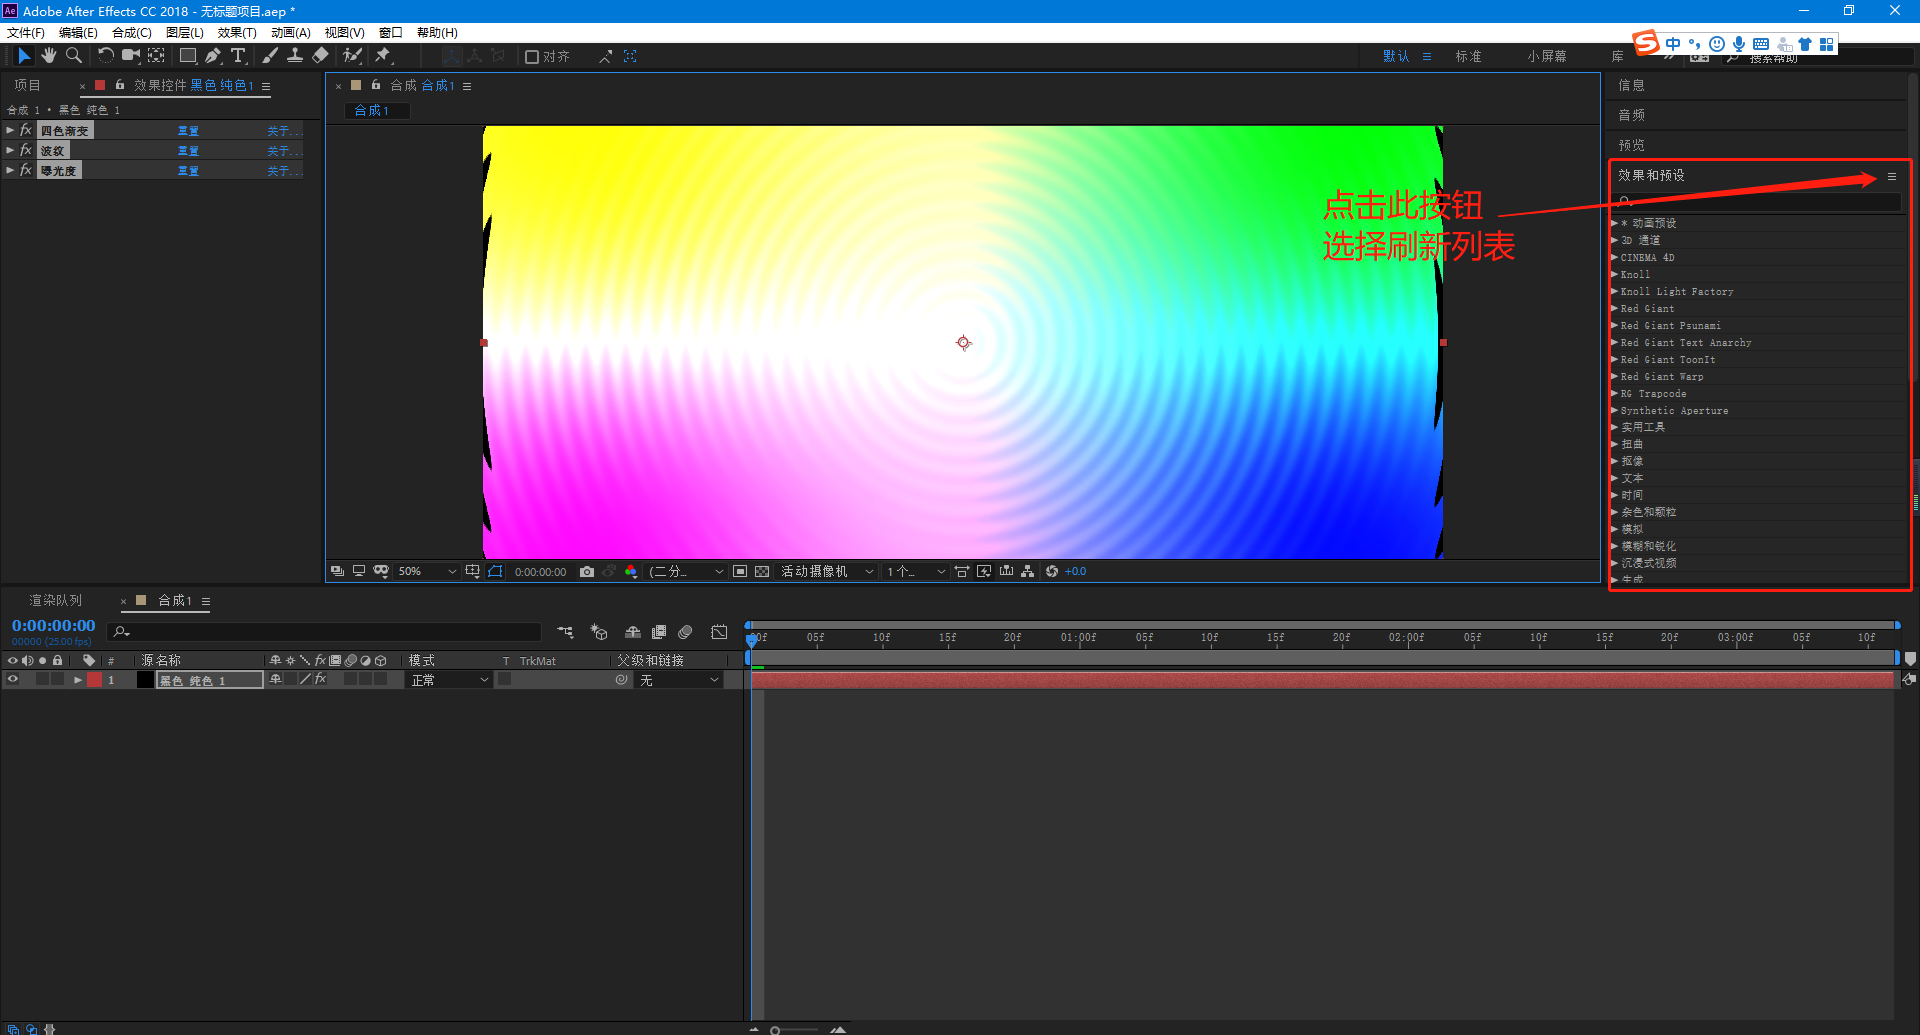 Adobe After Effects CC 2018 - 无标题项目.aep *
文件(F) 编辑(E) 合成(C) 图层(L) 效果(T) 动画(A) 视图(V) 窗口 帮助(H)
对齐 默认 标准 小屏幕 库 搜索帮助
中
项目 效果控件 黑色 纯色 1
合成 1 • 黑色 纯色 1
fx 四色渐变 重置 关于...
fx 波纹 重置 关于...
fx 曝光度 重置 关于...
合成 合成1
合成1
点击此按钮
选择刷新列表
50% 0:00:00:00 (二分... 活动摄像机 1个... +0.0
信息
音频
预览
效果和预设
* 动画预设
3D 通道
CINEMA 4D
Knoll
Knoll Light Factory
Red Giant
Red Giant Psunami
Red Giant Text Anarchy
Red Giant ToonIt
Red Giant Warp
RG Trapcode
Synthetic Aperture
实用工具
扭曲
抠像
文本
时间
杂色和颗粒
模拟
模糊和锐化
沉浸式视频
生成
渲染队列 合成1
0:00:00:00
00000 (25.00 fps)
00f 05f 10f 15f 20f 01:00f 05f 10f 15f 20f 02:00f 05f 10f 15f 20f 03:00f 05f 10f
# 源名称 模式 T TrkMat 父级和链接
1 黑色 纯色 1 正常 无